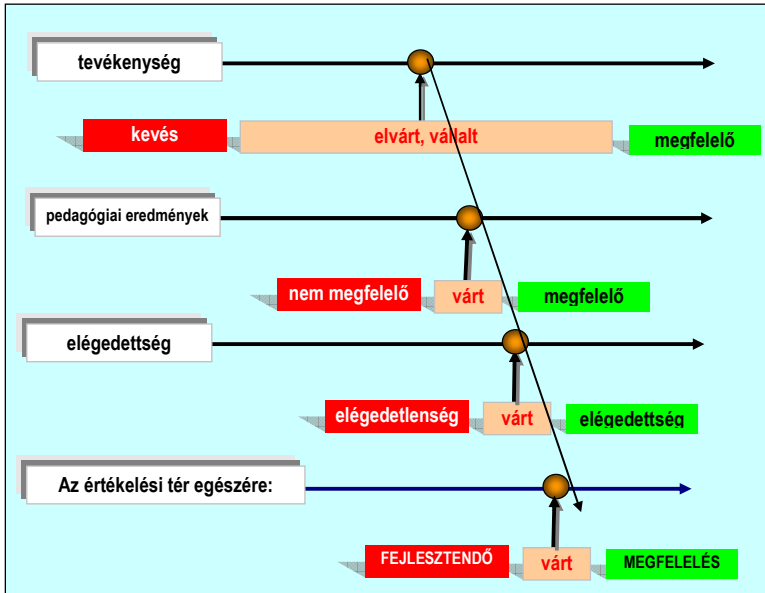 tevékenység
kevés elvárt, vállalt megfelelő
pedagógiai eredmények
nem megfelelő várt megfelelő
elégedettség
elégedetlenség várt elégedettség
Az értékelési tér egészére:
FEJLESZTENDŐ várt MEGFELELÉS